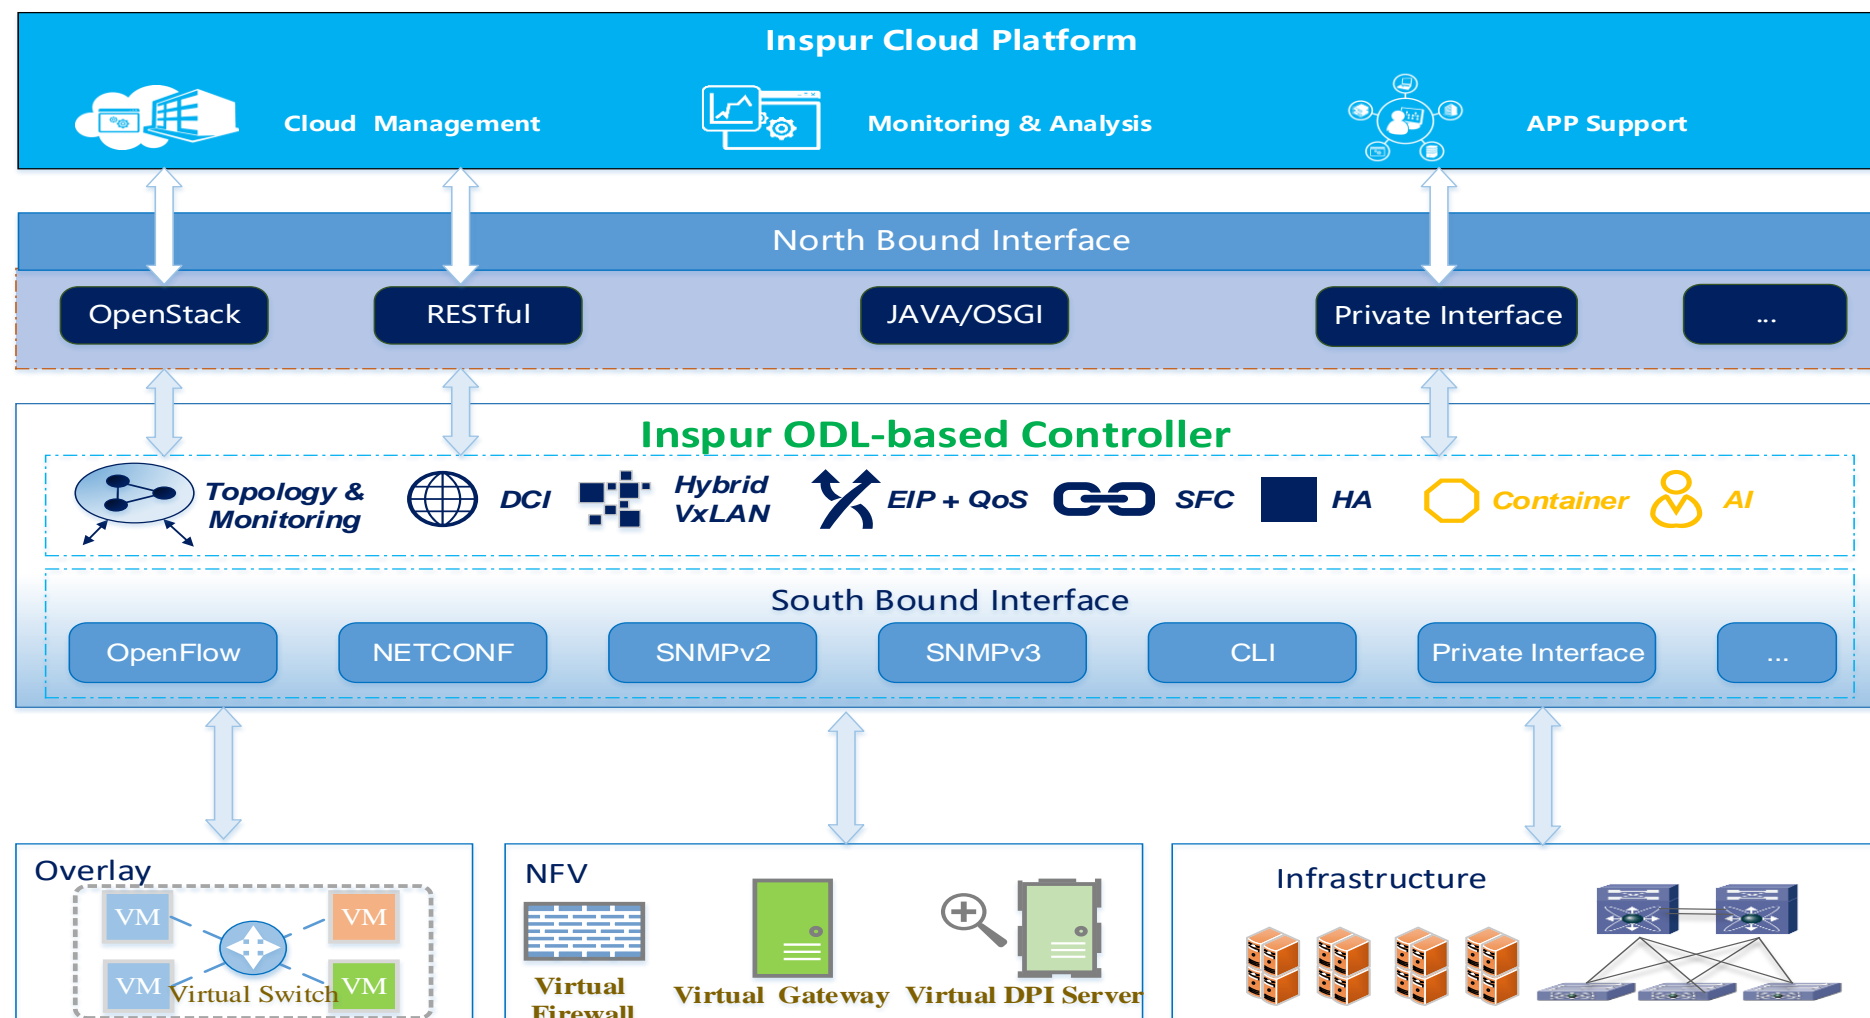 Inspur Cloud Platform
Cloud Management
Monitoring & Analysis
APP Support
North Bound Interface
OpenStack
RESTful
JAVA/OSGI
Private Interface
...
Inspur ODL-based Controller
Topology &
Monitoring
DCI
Hybrid
VxLAN
EIP + QoS
SFC
HA
Container
AI
South Bound Interface
OpenFlow
NETCONF
SNMPv2
SNMPv3
CLI
Private Interface
...
Overlay
VM
VM
VM
Virtual Switch
VM
NFV
Virtual
Firewall
Virtual Gateway
Virtual DPI Server
Infrastructure